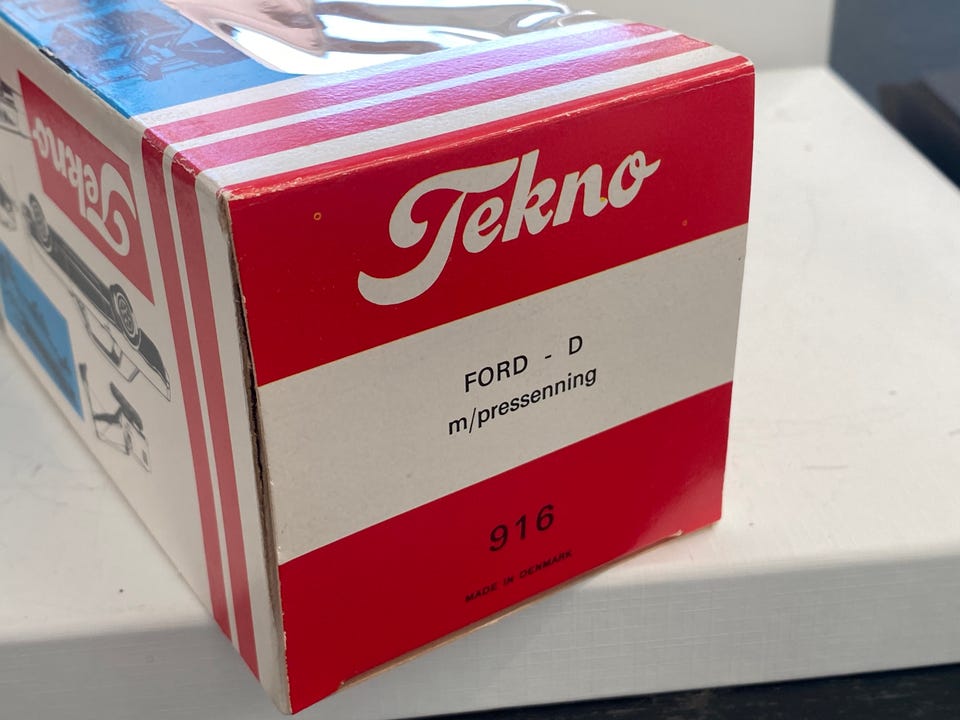 Tekno
FORD - D
m/pressenning
916
MADE IN DENMARK
Tekno